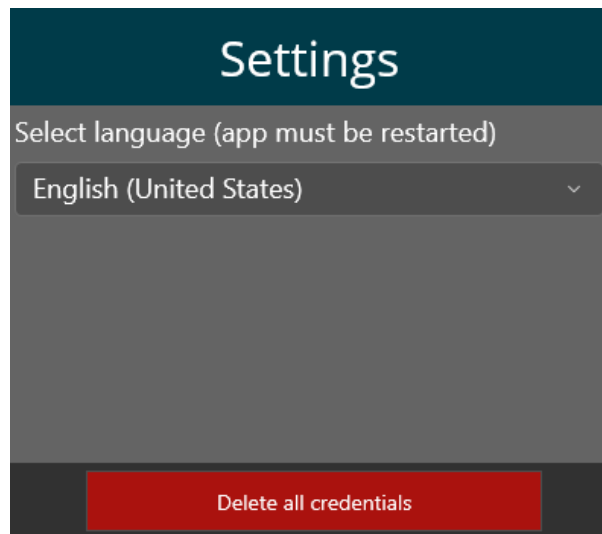 Settings
Select language (app must be restarted)
English (United States)
Delete all credentials